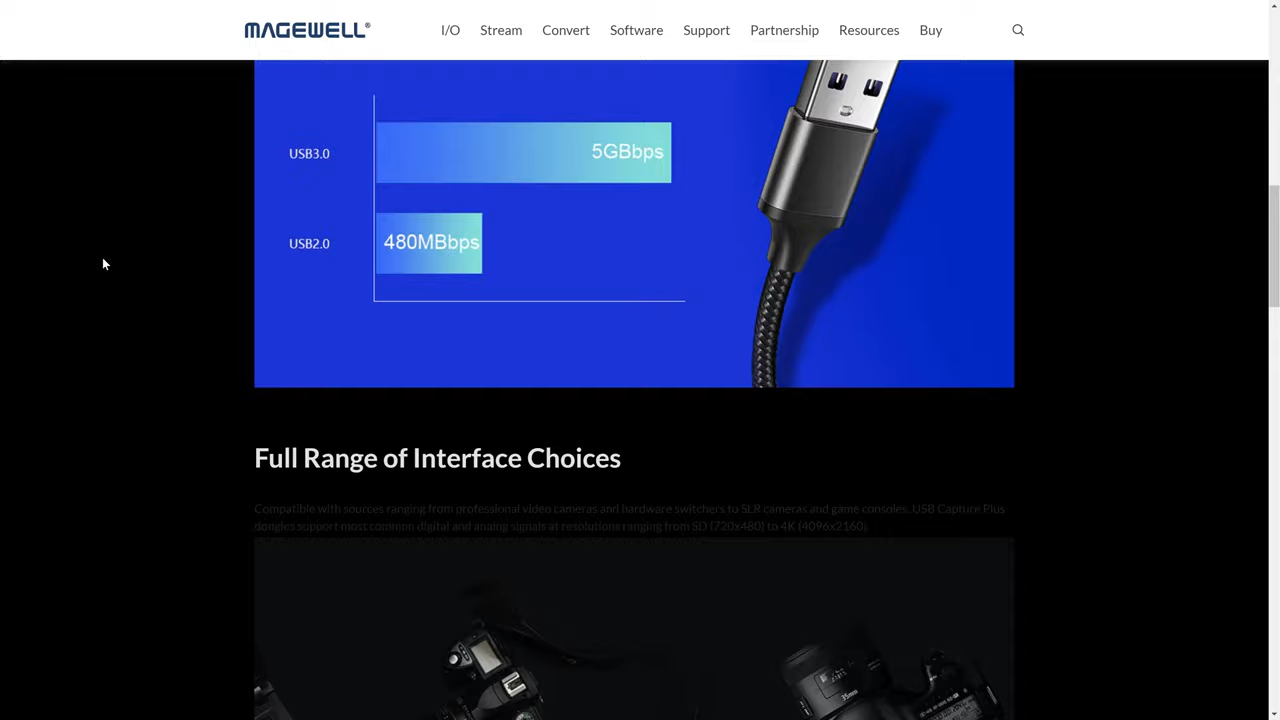 MAGEWELL®
I/O
Stream
Convert
Software
Support
Partnership
Resources
Buy
USB3.0
5GBbps
USB2.0
480MBbps
Full Range of Interface Choices
Compatible with sources ranging from professional video cameras and hardware switchers to SLR cameras and game consoles, USB Capture Plus
dongles support most common digital and analog signals at resolutions ranging from SD (720x480) to 4K (4096x2160).
35mm